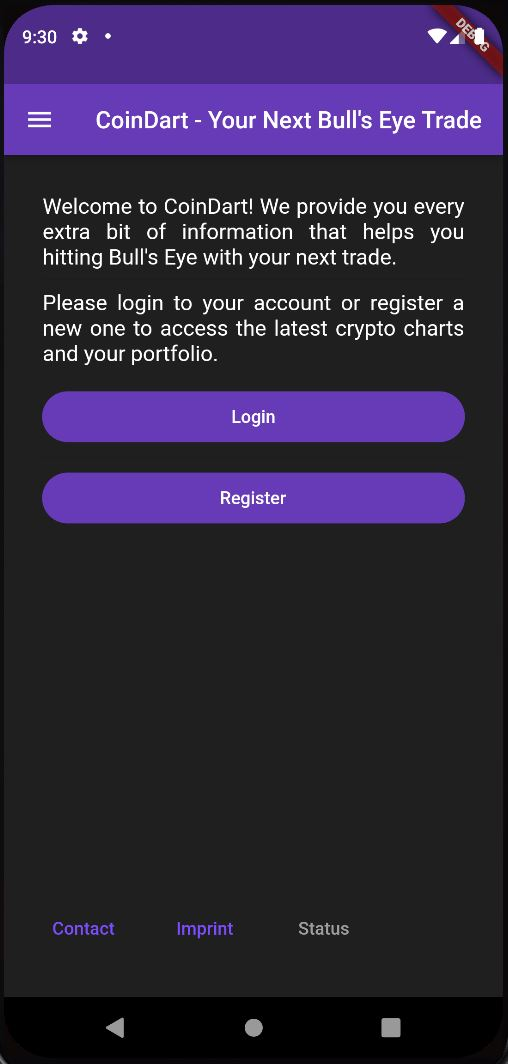 9:30
DEBUG
CoinDart - Your Next Bull's Eye Trade
Welcome to CoinDart! We provide you every
extra bit of information that helps you
hitting Bull's Eye with your next trade.
Please login to your account or register a
new one to access the latest crypto charts
and your portfolio.
Login
Register
Contact Imprint Status